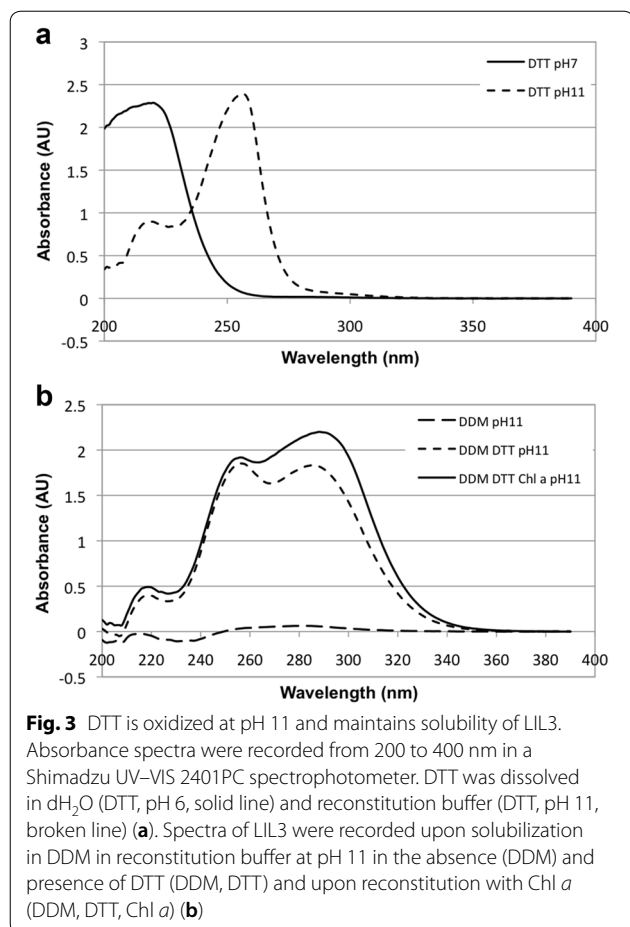 a
3
2.5
2
1.5
1
0.5
0
-0.5
Absorbance (AU)
DTT pH7
DTT pH11
200 250 300 350 400
Wavelength (nm)
b
2.5
2
1.5
1
0.5
0
-0.5
Absorbance (AU)
DDM pH11
DDM DTT pH11
DDM DTT Chl a pH11
200 220 240 260 280 300 320 340 360 380 400
Wavelength (nm)
Fig. 3 DTT is oxidized at pH 11 and maintains solubility of LIL3.
Absorbance spectra were recorded from 200 to 400 nm in a
Shimadzu UV–VIS 2401PC spectrophotometer. DTT was dissolved
in dH₂O (DTT, pH 6, solid line) and reconstitution buffer (DTT, pH 11,
broken line) (a). Spectra of LIL3 were recorded upon solubilization
in DDM in reconstitution buffer at pH 11 in the absence (DDM) and
presence of DTT (DDM, DTT) and upon reconstitution with Chl a
(DDM, DTT, Chl a) (b)